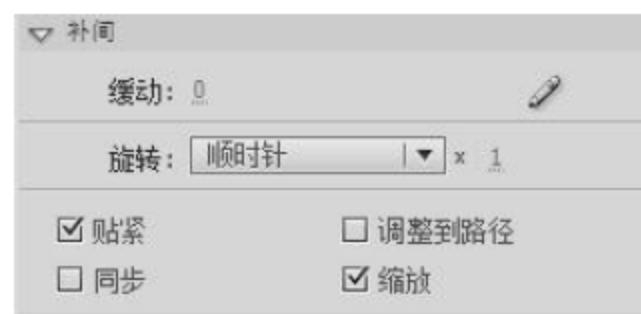 补间
缓动: 0
旋转: 顺时针 x 1
贴紧 调整到路径
同步 缩放